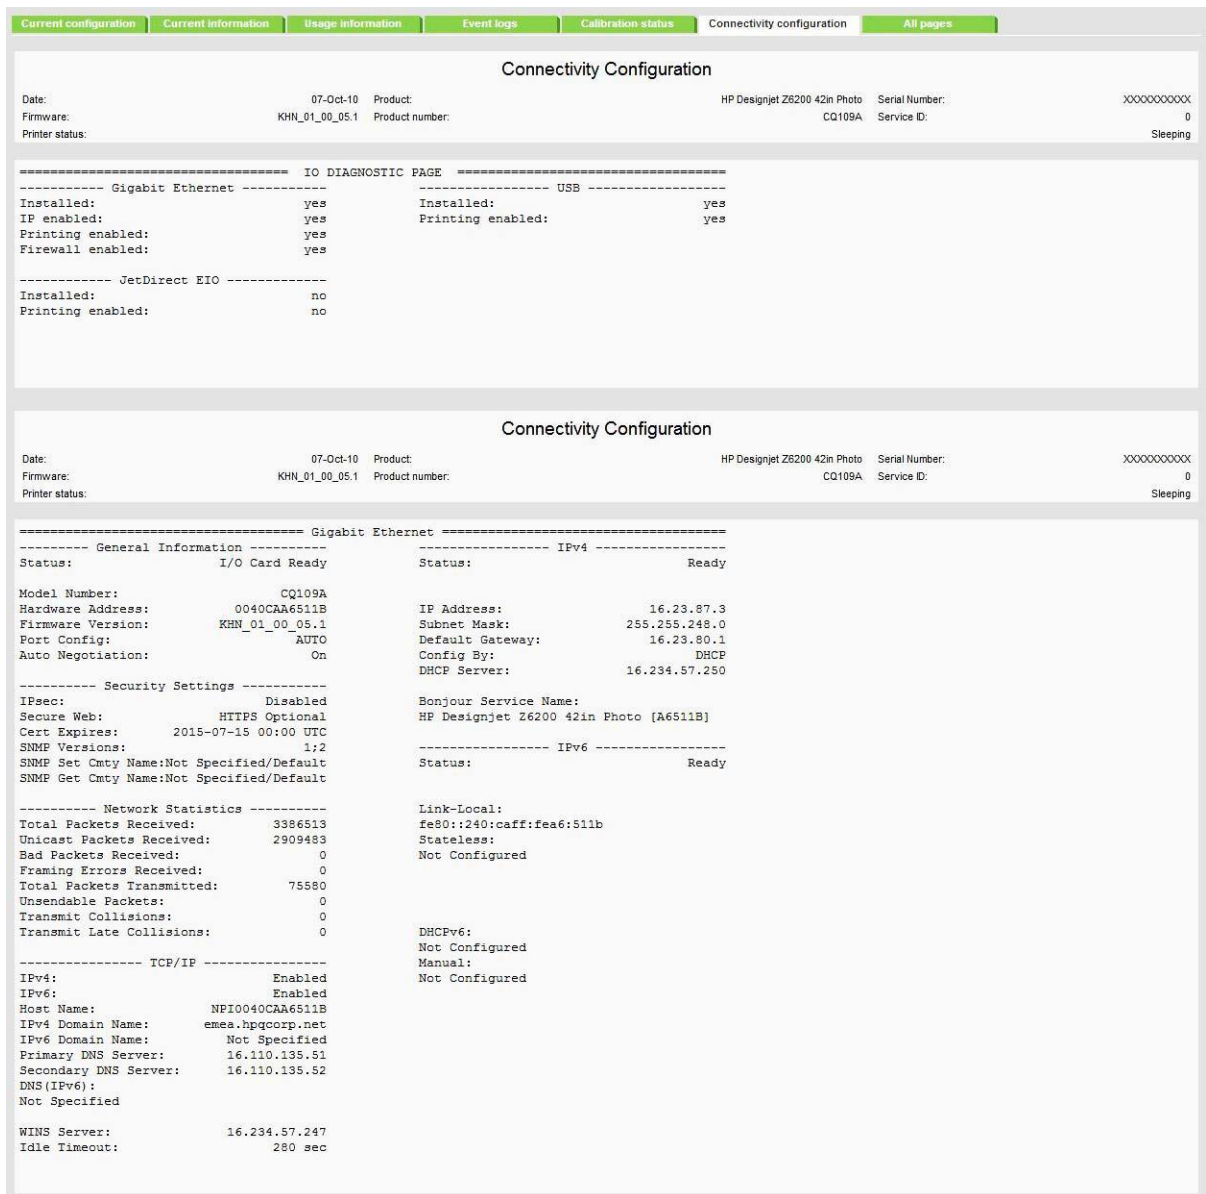 Current configuration Current information Usage information Event logs Calibration status Connectivity configuration All pages
Connectivity Configuration
Date: 07-Oct-10 Product: HP Designjet Z6200 42in Photo Serial Number: XXXXXXXXXX
Firmware: KHN_01_00_05.1 Product number: CQ109A Service ID: 0
Printer status: Sleeping
=================================== IO DIAGNOSTIC PAGE ===================================
----------- Gigabit Ethernet ----------- ----------------- USB ------------------
Installed: yes Installed: yes
IP enabled: yes Printing enabled: yes
Printing enabled: yes
Firewall enabled: yes
------------ JetDirect EIO -------------
Installed: no
Printing enabled: no
Connectivity Configuration
Date: 07-Oct-10 Product: HP Designjet Z6200 42in Photo Serial Number: XXXXXXXXXX
Firmware: KHN_01_00_05.1 Product number: CQ109A Service ID: 0
Printer status: Sleeping
===================================== Gigabit Ethernet =====================================
--------- General Information ---------- ----------------- IPv4 -----------------
Status: I/O Card Ready Status: Ready
Model Number: CQ109A
Hardware Address: 0040CAA6511B IP Address: 16.23.87.3
Firmware Version: KHN_01_00_05.1 Subnet Mask: 255.255.248.0
Port Config: AUTO Default Gateway: 16.23.80.1
Auto Negotiation: On Config By: DHCP
DHCP Server: 16.234.57.250
---------- Security Settings -----------
IPsec: Disabled Bonjour Service Name:
Secure Web: HTTPS Optional HP Designjet Z6200 42in Photo [A6511B]
Cert Expires: 2015-07-15 00:00 UTC
SNMP Versions: 1;2 ----------------- IPv6 -----------------
SNMP Set Cmty Name:Not Specified/Default Status: Ready
SNMP Get Cmty Name:Not Specified/Default
---------- Network Statistics ---------- Link-Local:
Total Packets Received: 3386513 fe80::240:caff:fea6:511b
Unicast Packets Received: 2909483 Stateless:
Bad Packets Received: 0 Not Configured
Framing Errors Received: 0
Total Packets Transmitted: 75580
Unsendable Packets: 0
Transmit Collisions: 0
Transmit Late Collisions: 0 DHCPv6:
Not Configured
---------------- TCP/IP ---------------- Manual:
IPv4: Enabled Not Configured
IPv6: Enabled
Host Name: NPI0040CAA6511B
IPv4 Domain Name: emea.hpqcorp.net
IPv6 Domain Name: Not Specified
Primary DNS Server: 16.110.135.51
Secondary DNS Server: 16.110.135.52
DNS(IPv6):
Not Specified
WINS Server: 16.234.57.247
Idle Timeout: 280 sec